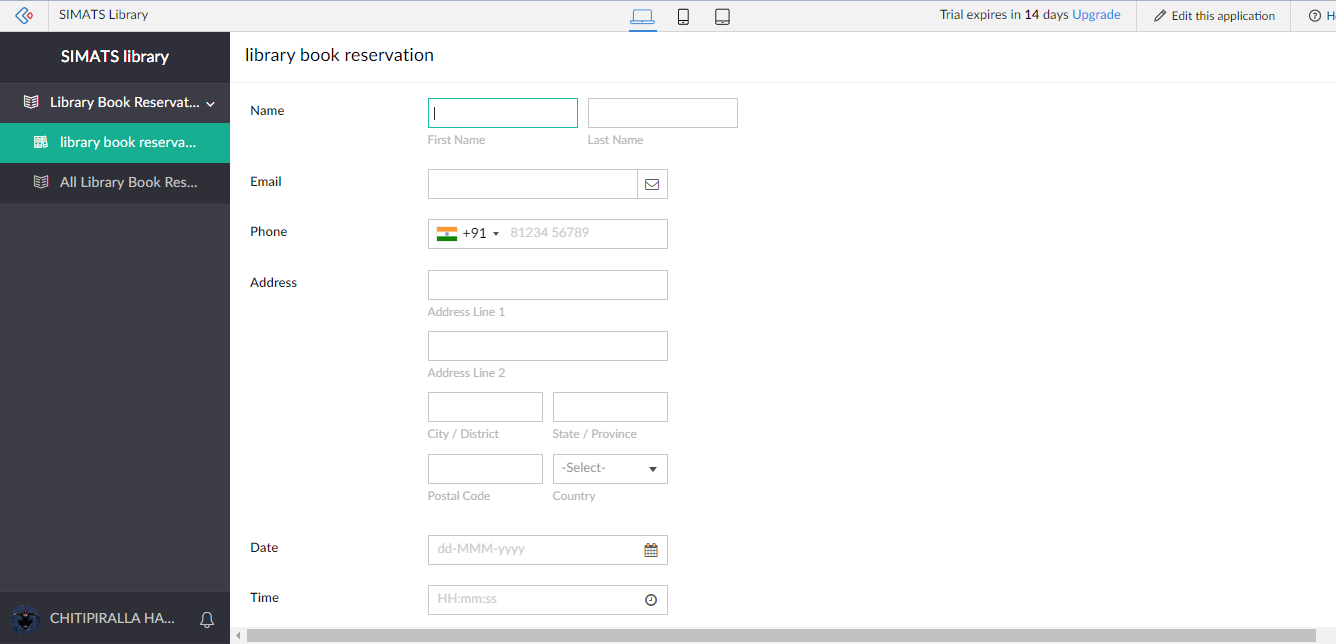 SIMATS Library
Trial expires in 14 days Upgrade
Edit this application
SIMATS library
Library Book Reservat...
library book reserva...
All Library Book Res...
CHITIPIRALLA HA...
library book reservation
Name
First Name
Last Name
Email
Phone
+91
81234 56789
Address
Address Line 1
Address Line 2
City / District
State / Province
-Select-
Postal Code
Country
Date
dd-MMM-yyyy
Time
HH:mm:ss